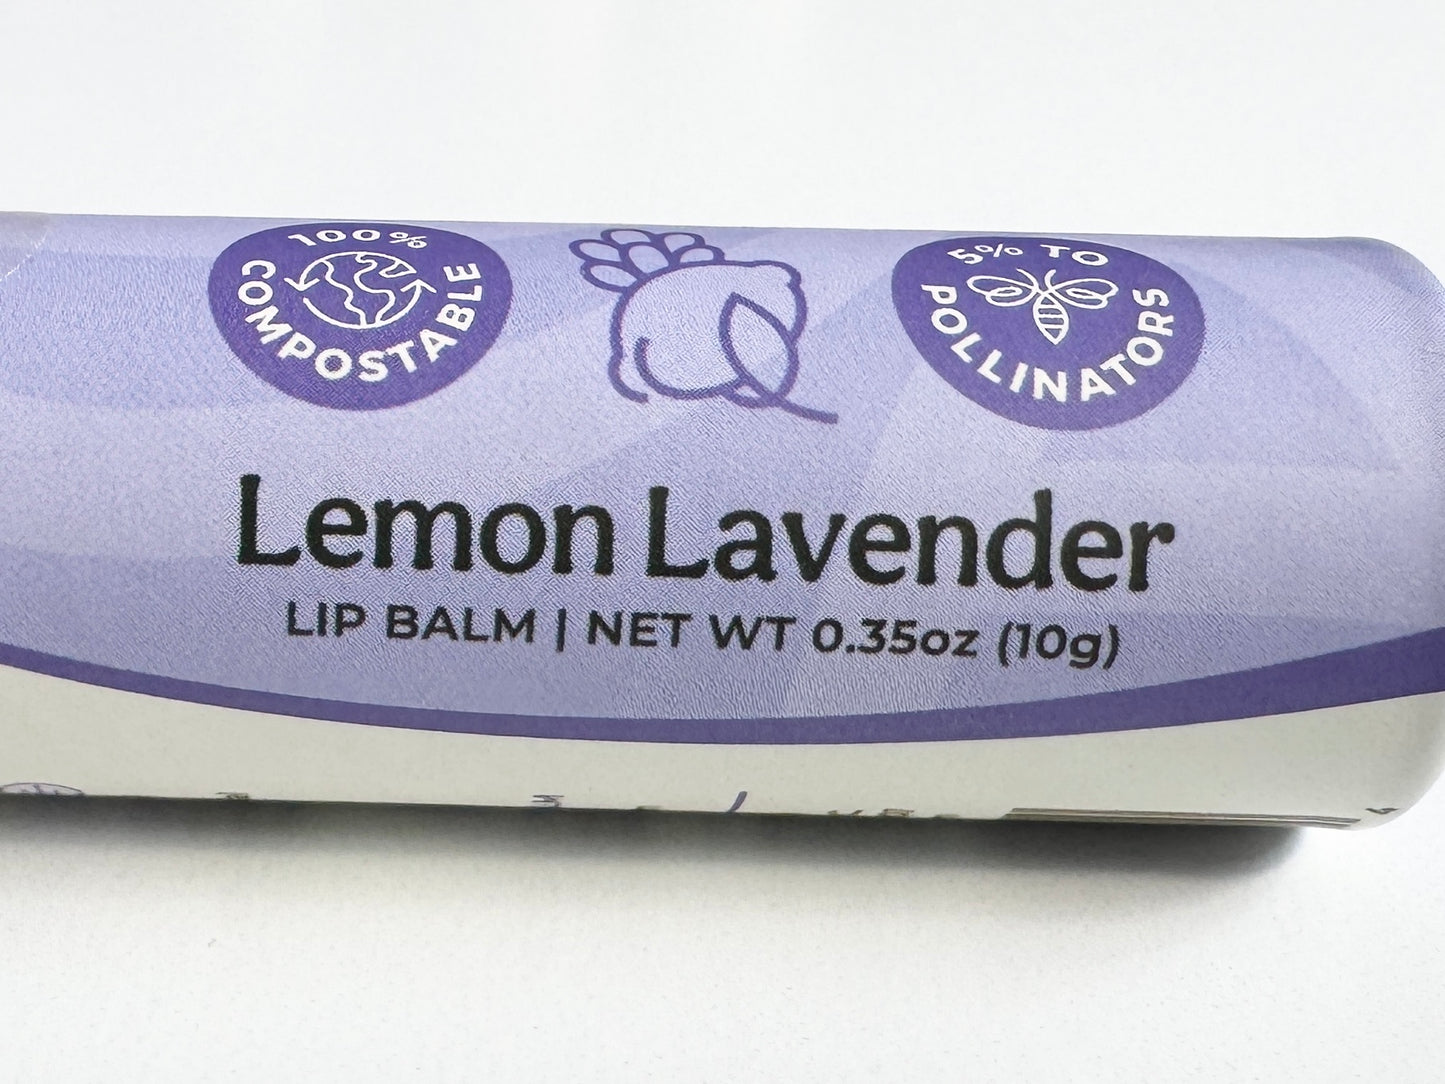 100%
COMPOSTABLE
5% TO
POLLINATORS
Lemon Lavender
LIP BALM | NET WT 0.35oz (10g)